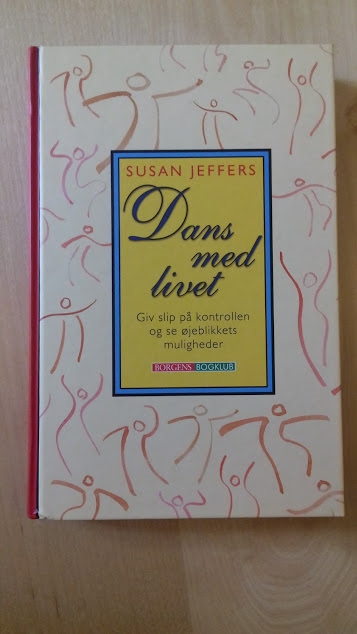 SUSAN JEFFERS
Dans
med
livet
Giv slip på kontrollen
og se øjeblikkets
muligheder
BORGENS BOGKLUB